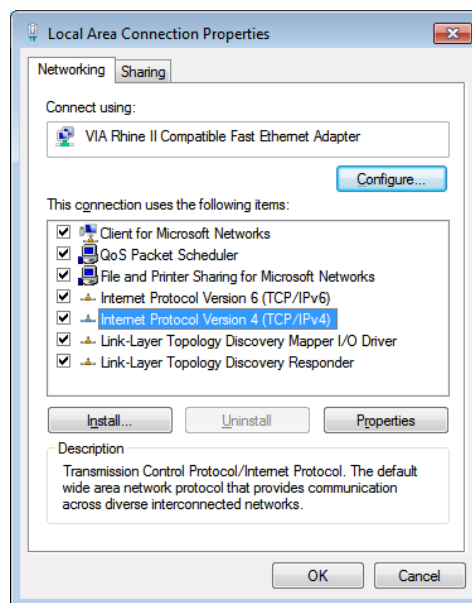 Local Area Connection Properties
Networking
Sharing
Connect using:
VIA Rhine II Compatible Fast Ethernet Adapter
Configure...
This connection uses the following items:
Client for Microsoft Networks
QoS Packet Scheduler
File and Printer Sharing for Microsoft Networks
Internet Protocol Version 6 (TCP/IPv6)
Internet Protocol Version 4 (TCP/IPv4)
Link-Layer Topology Discovery Mapper I/O Driver
Link-Layer Topology Discovery Responder
Install...
Uninstall
Properties
Description
Transmission Control Protocol/Internet Protocol. The default
wide area network protocol that provides communication
across diverse interconnected networks.
OK
Cancel